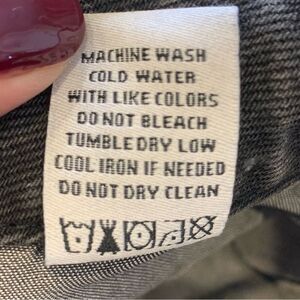 MACHINE WASH
COLD WATER
WITH LIKE COLORS
DO NOT BLEACH
TUMBLE DRY LOW
COOL IRON IF NEEDED
DO NOT DRY CLEAN